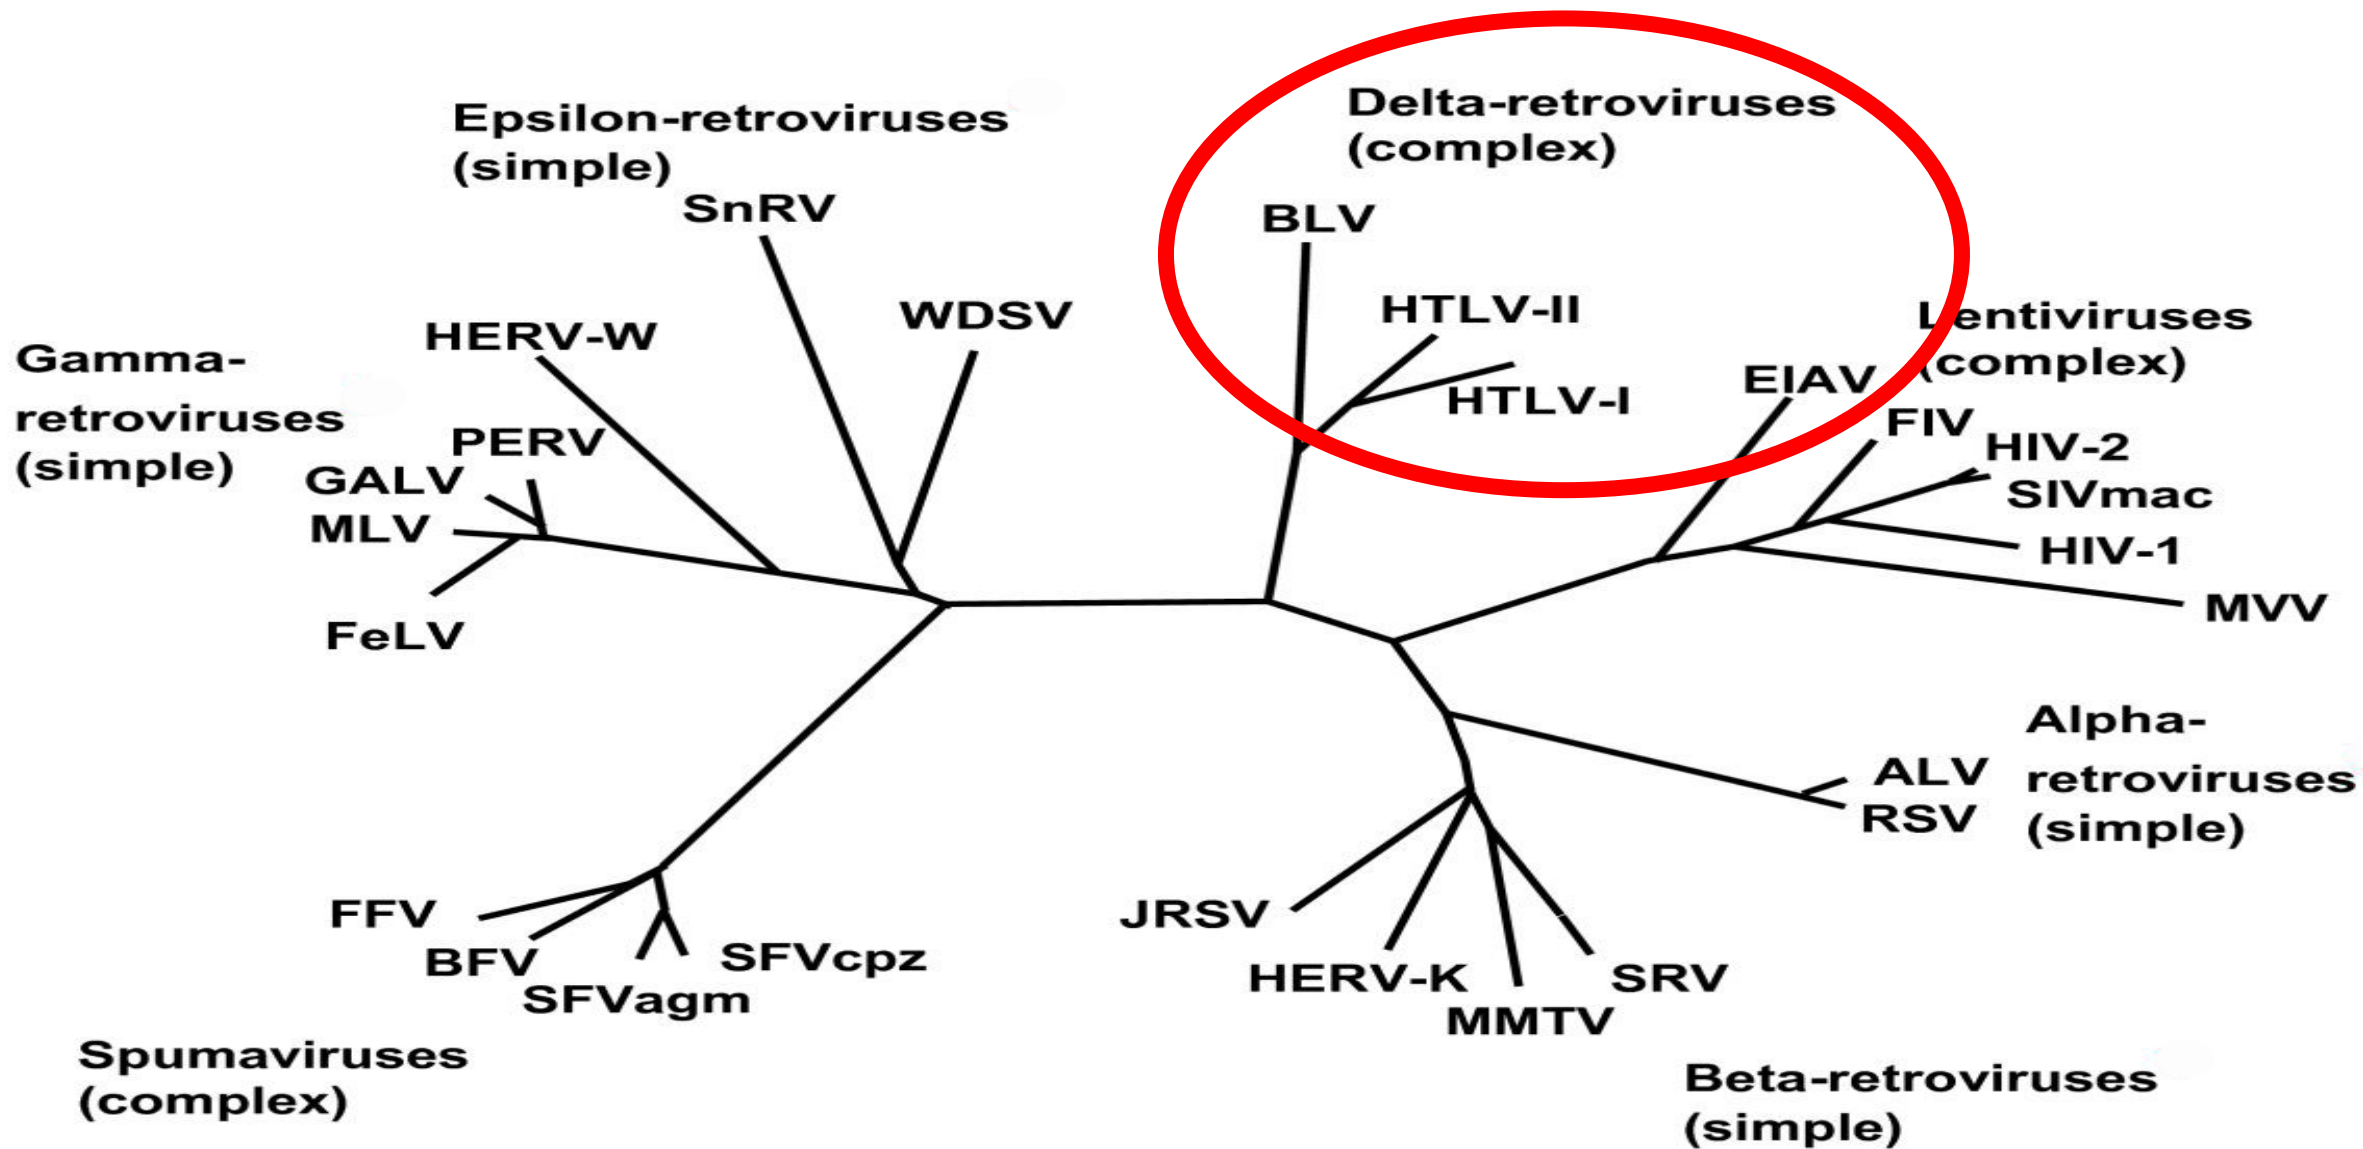 Epsilon-retroviruses
(simple)
SnRV
WDSV
HERV-W
Gamma-
retroviruses
(simple)
PERV
GALV
MLV
FeLV
Delta-retroviruses
(complex)
BLV
HTLV-II
HTLV-I
Lentiviruses
(complex)
EIAV
FIV
HIV-2
SIVmac
HIV-1
MVV
Alpha-
retroviruses
(simple)
ALV
RSV
JRSV
HERV-K
MMTV
SRV
Beta-retroviruses
(simple)
FFV
BFV
SFVagm
SFVcpz
Spumaviruses
(complex)